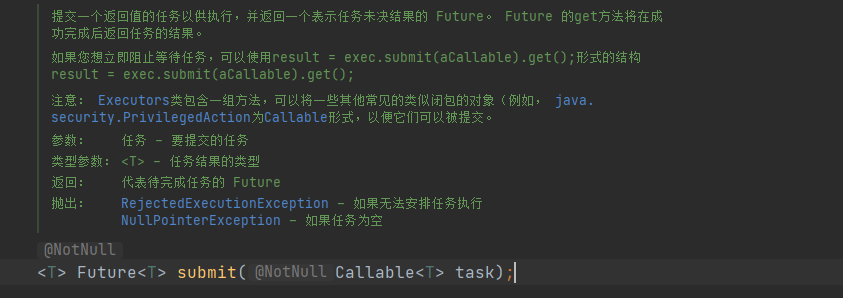 提交一个返回值的任务以供执行，并返回一个表示任务未决结果的 Future。 Future 的get方法将在成
功完成后返回任务的结果。
如果您想立即阻止等待任务，可以使用result = exec.submit(aCallable).get();形式的结构
result = exec.submit(aCallable).get();
注意： Executors类包含一组方法，可以将一些其他常见的类似闭包的对象（例如， java.
security.PrivilegedAction为Callable形式，以便它们可以被提交。
参数: 任务 – 要提交的任务
类型参数: <T> – 任务结果的类型
返回: 代表待完成任务的 Future
抛出: RejectedExecutionException – 如果无法安排任务执行
NullPointerException – 如果任务为空
@NotNull
<T> Future<T> submit( @NotNull Callable<T> task);